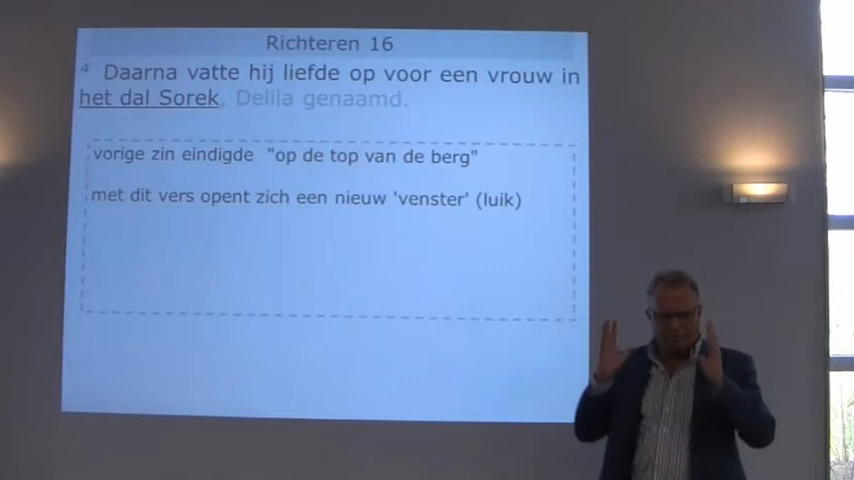 Richteren 16
4 Daarna vatte hij liefde op voor een vrouw in
het dal Sorek, Delila genaamd.
vorige zin eindigde "op de top van de berg"
met dit vers opent zich een nieuw 'venster' (luik)